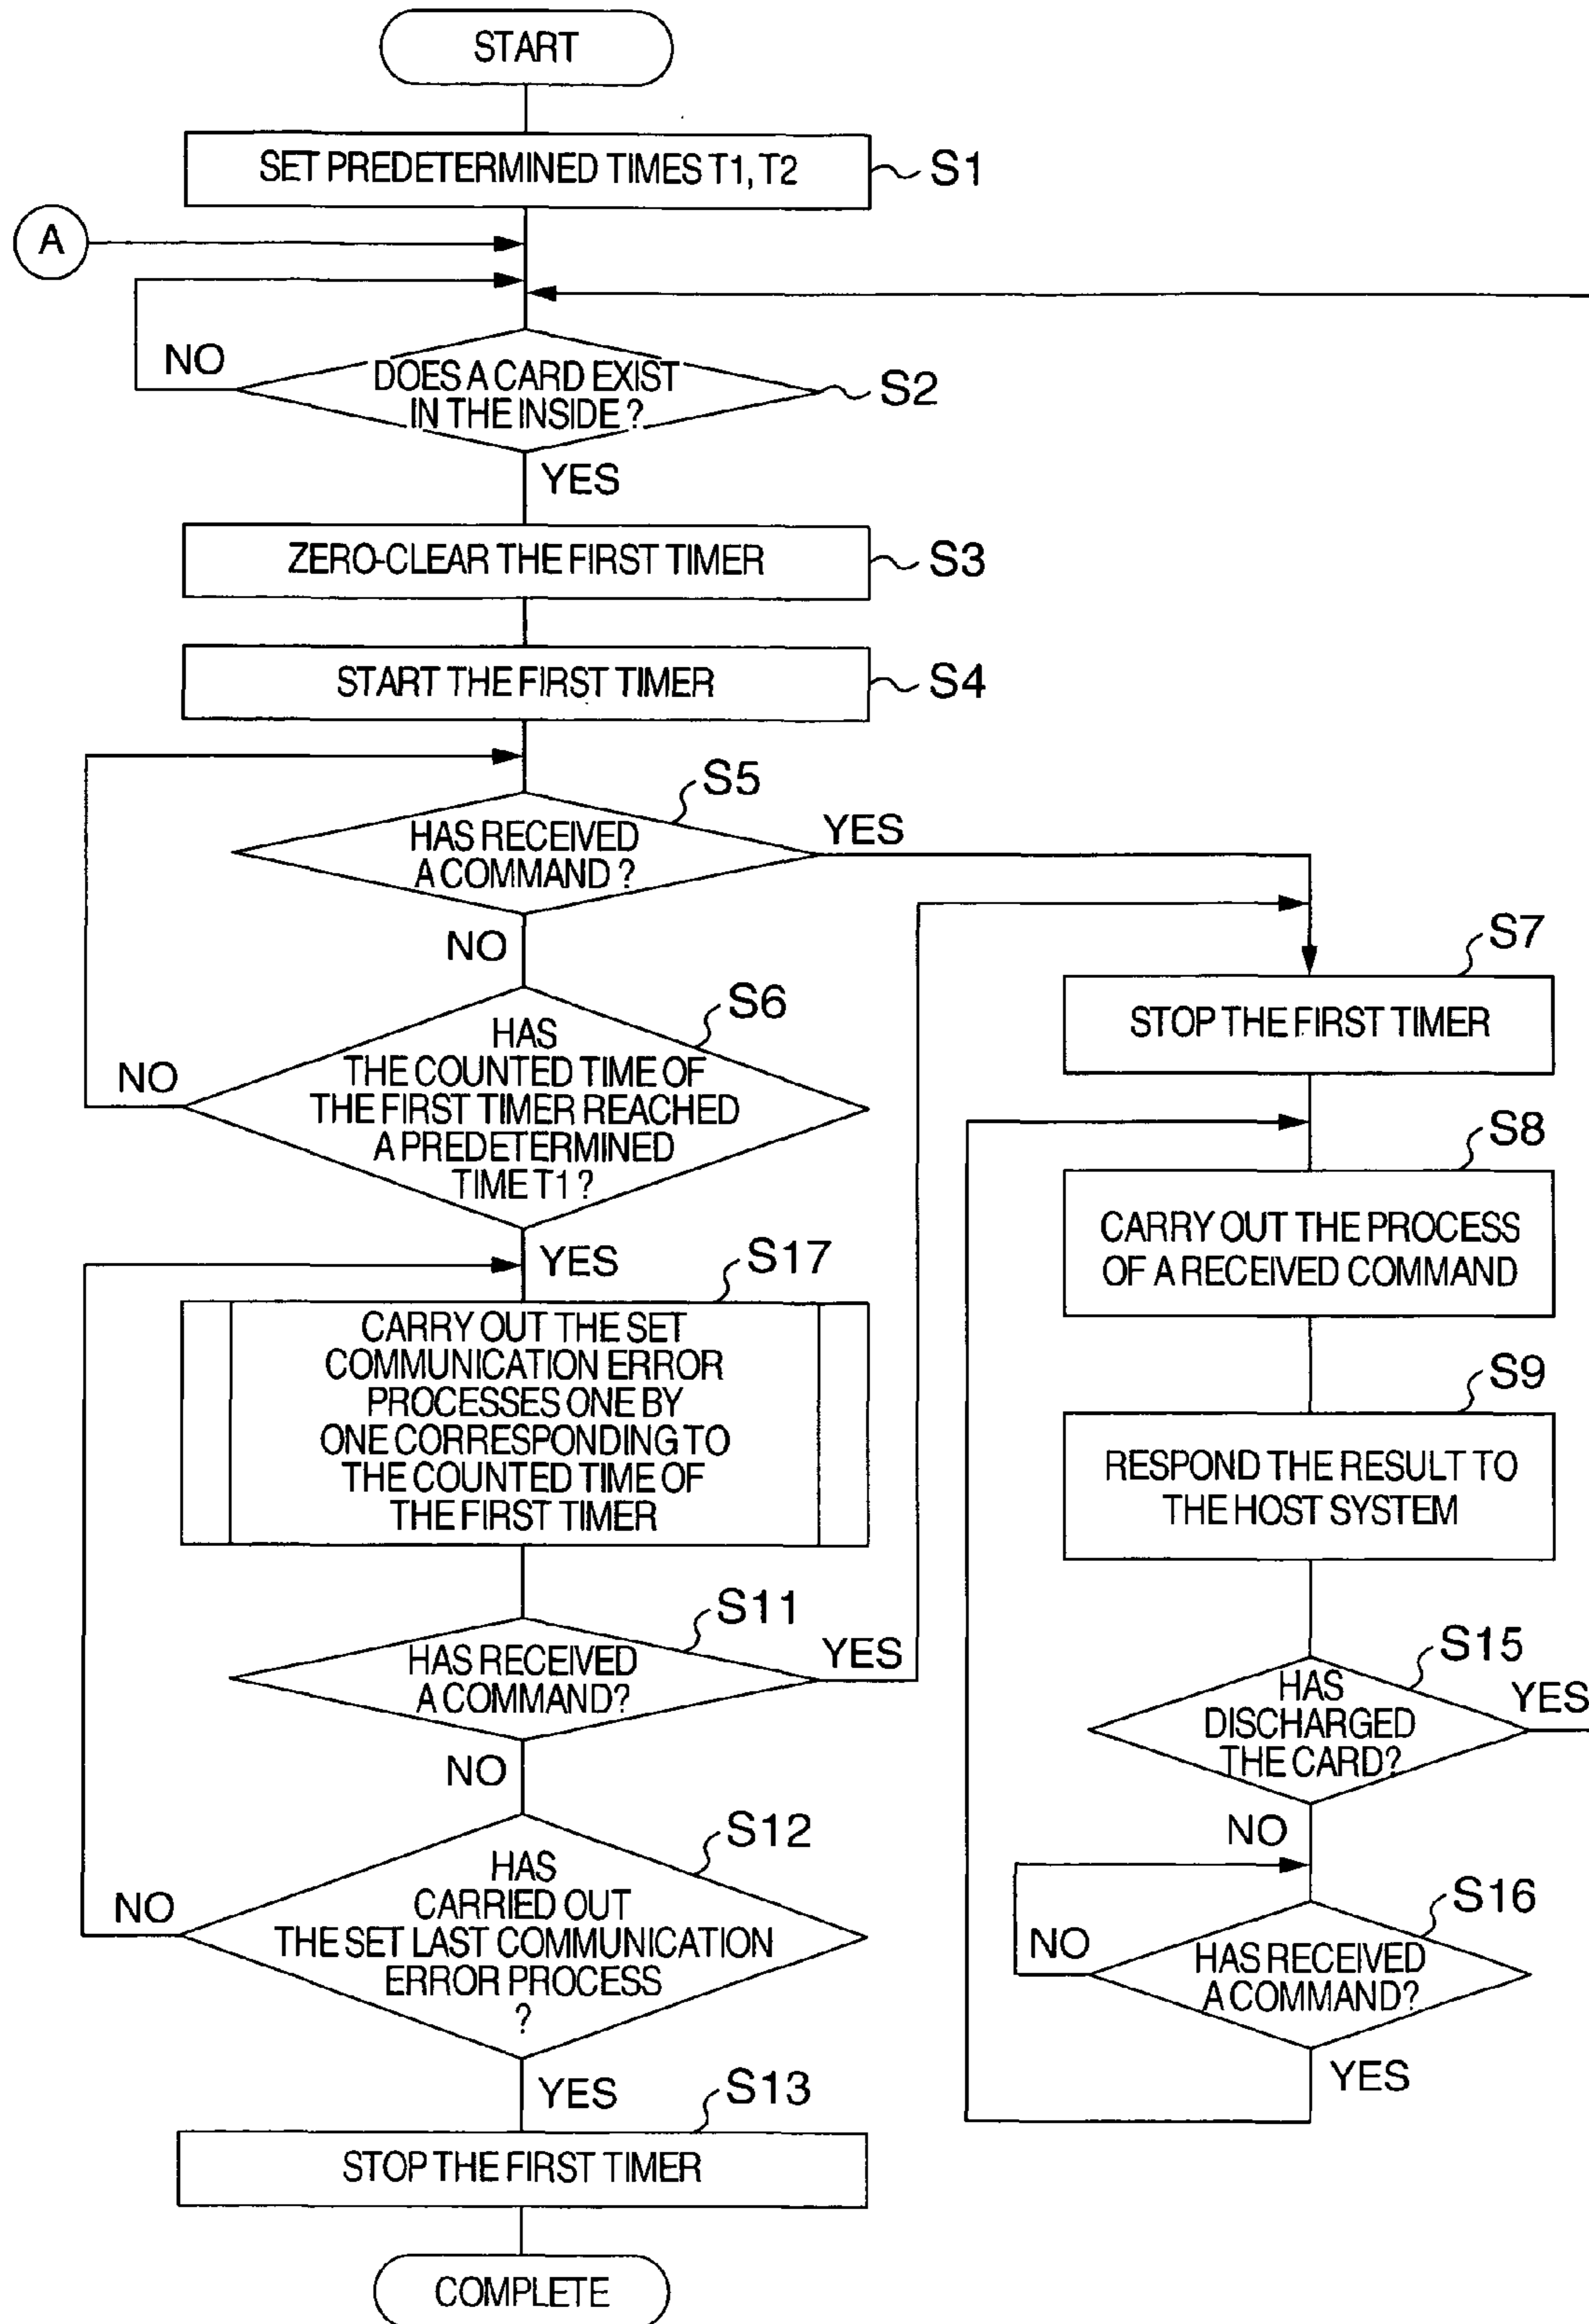 START
SET PREDETERMINED TIMES T1, T2
S1
A
NO
DOES A CARD EXIST
IN THE INSIDE ?
S2
YES
ZERO-CLEAR THE FIRST TIMER
S3
START THE FIRST TIMER
S4
S5
HAS RECEIVED
A COMMAND ?
YES
NO
S6
HAS
THE COUNTED TIME OF
THE FIRST TIMER REACHED
A PREDETERMINED
TIME T1 ?
NO
YES
S17
CARRY OUT THE SET
COMMUNICATION ERROR
PROCESSES ONE BY
ONE CORRESPONDING TO
THE COUNTED TIME OF
THE FIRST TIMER
S11
HAS RECEIVED
A COMMAND?
YES
NO
S12
HAS
CARRIED OUT
THE SET LAST COMMUNICATION
ERROR PROCESS
?
NO
YES
S13
STOP THE FIRST TIMER
COMPLETE
S7
STOP THE FIRST TIMER
S8
CARRY OUT THE PROCESS
OF A RECEIVED COMMAND
S9
RESPOND THE RESULT TO
THE HOST SYSTEM
S15
HAS
DISCHARGED
THE CARD?
YES
NO
S16
HAS RECEIVED
A COMMAND?
NO
YES